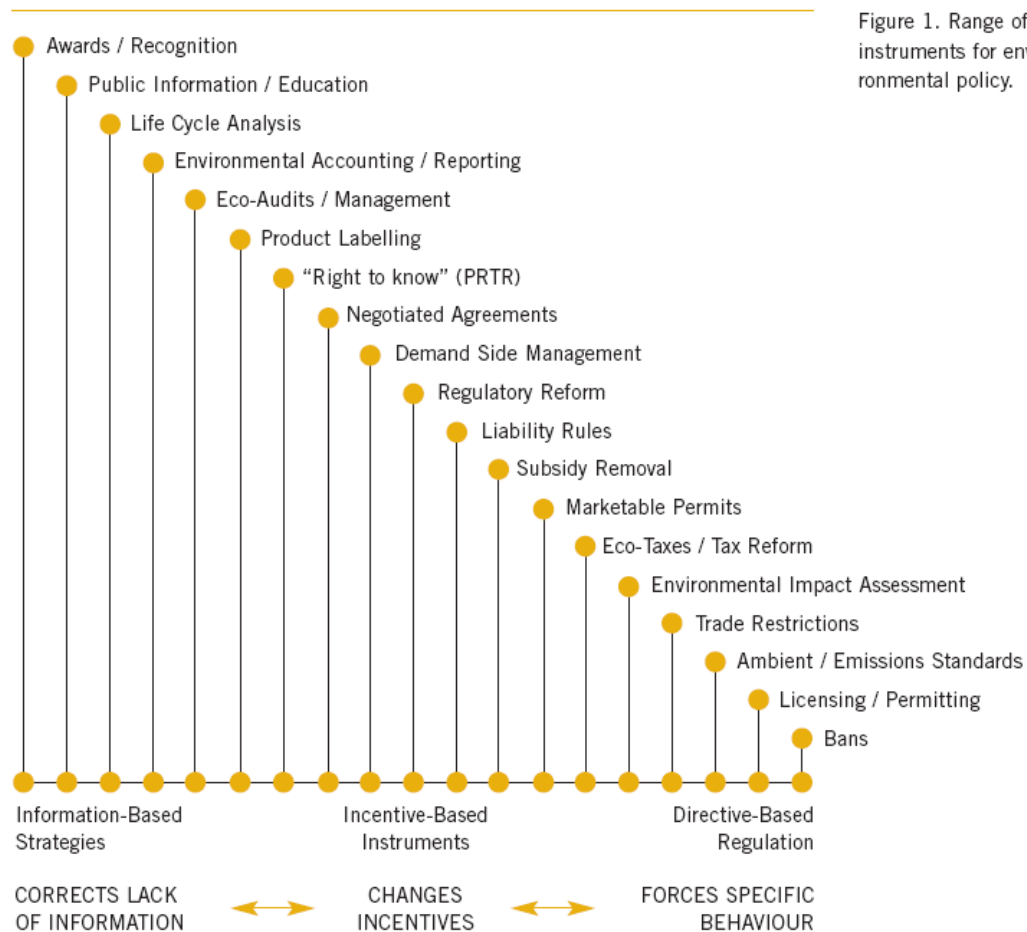 Figure 1. Range of
instruments for env
ronmental policy.
Awards / Recognition
Public Information / Education
Life Cycle Analysis
Environmental Accounting / Reporting
Eco-Audits / Management
Product Labelling
“Right to know” (PRTR)
Negotiated Agreements
Demand Side Management
Regulatory Reform
Liability Rules
Subsidy Removal
Marketable Permits
Eco-Taxes / Tax Reform
Environmental Impact Assessment
Trade Restrictions
Ambient / Emissions Standards
Licensing / Permitting
Bans
Information-Based
Strategies
Incentive-Based
Instruments
Directive-Based
Regulation
CORRECTS LACK
OF INFORMATION
CHANGES
INCENTIVES
FORCES SPECIFIC
BEHAVIOUR